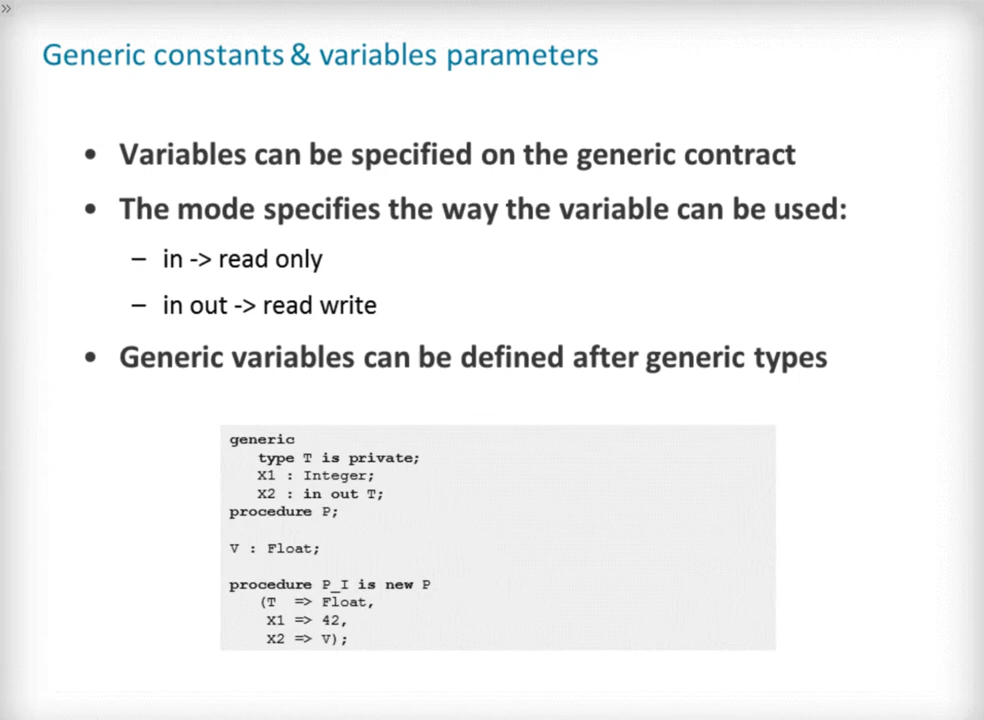 »
Generic constants & variables parameters
• Variables can be specified on the generic contract
• The mode specifies the way the variable can be used:
– in -> read only
– in out -> read write
• Generic variables can be defined after generic types
generic
   type T is private;
   X1 : Integer;
   X2 : in out T;
procedure P;
V : Float;
procedure P_I is new P
   (T  => Float,
    X1 => 42,
    X2 => V);